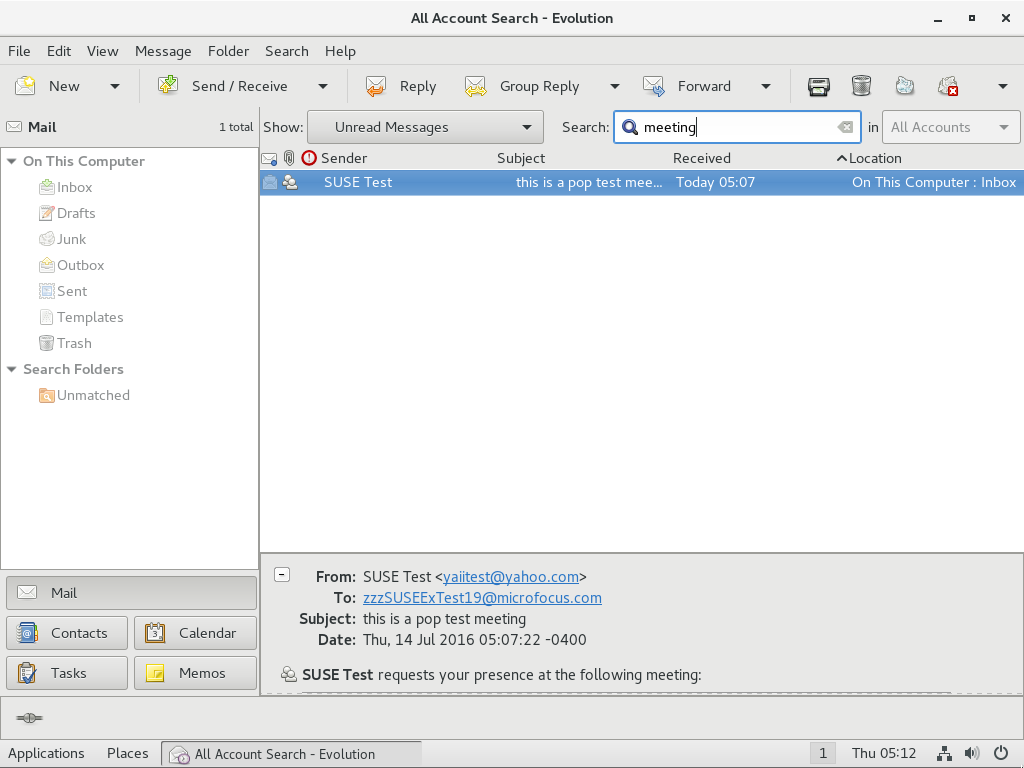 All Account Search - Evolution
File Edit View Message Folder Search Help
New Send / Receive Reply Group Reply Forward
Mail 1 total Show: Unread Messages Search: meeting in All Accounts
Sender Subject Received Location
SUSE Test this is a pop test mee... Today 05:07 On This Computer : Inbox
On This Computer
Inbox
Drafts
Junk
Outbox
Sent
Templates
Trash
Search Folders
Unmatched
From: SUSE Test <yaiitest@yahoo.com>
To: zzzSUSEExTest19@microfocus.com
Subject: this is a pop test meeting
Date: Thu, 14 Jul 2016 05:07:22 -0400
SUSE Test requests your presence at the following meeting:
Mail
Contacts Calendar
Tasks Memos
Applications Places All Account Search - Evolution 1 Thu 05:12